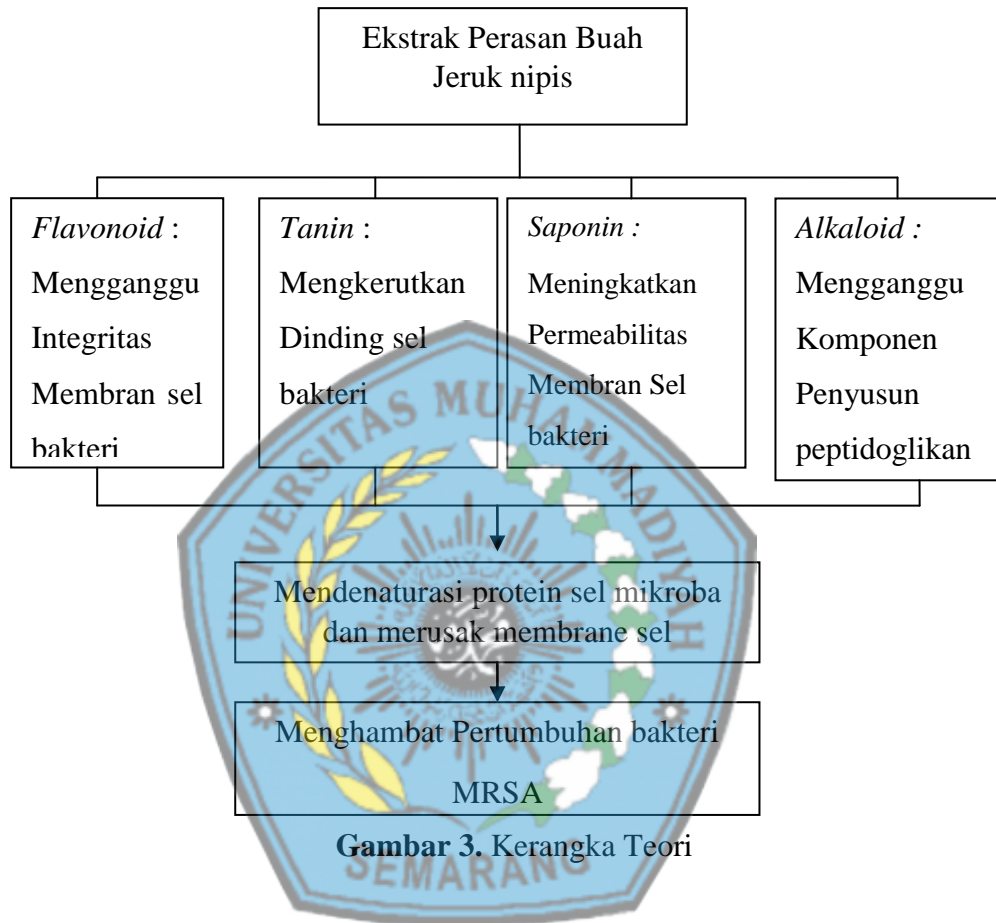 Ekstrak Perasan Buah
Jeruk nipis
Flavonoid :
Mengganggu
Integritas
Membran sel
bakteri
Tanin :
Mengkerutkan
Dinding sel
bakteri
Saponin :
Meningkatkan
Permeabilitas
Membran Sel
bakteri
Alkaloid :
Mengganggu
Komponen
Penyusun
peptidoglikan
UNIVERSITAS MUHAMMADIYAH
Mendenaturasi protein sel mikroba
dan merusak membrane sel
Menghambat Pertumbuhan bakteri
MRSA
Gambar 3. Kerangka Teori
SEMARANG